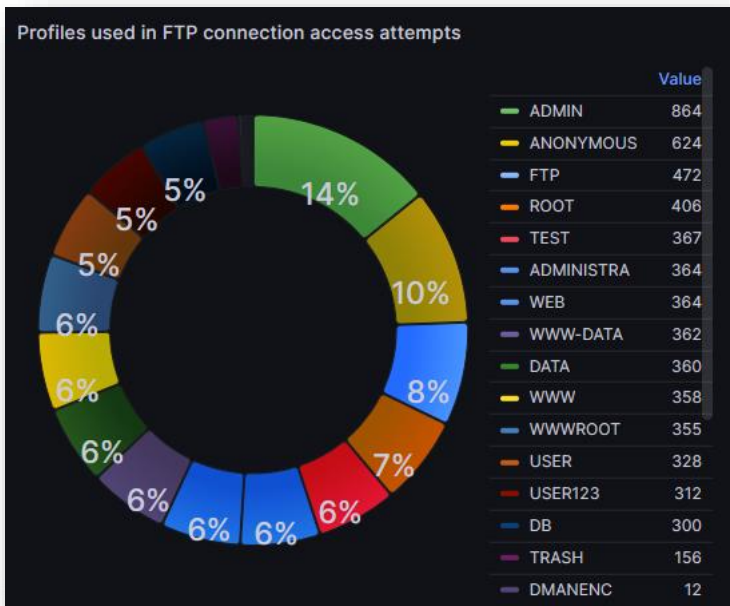 Profiles used in FTP connection access attempts
Value
ADMIN 864
ANONYMOUS 624
FTP 472
ROOT 406
TEST 367
ADMINISTRA 364
WEB 364
WWW-DATA 362
DATA 360
WWW 358
WWWROOT 355
USER 328
USER123 312
DB 300
TRASH 156
DMANENC 12
14%
10%
8%
7%
6%
6%
6%
6%
6%
6%
6%
5%
5%
5%